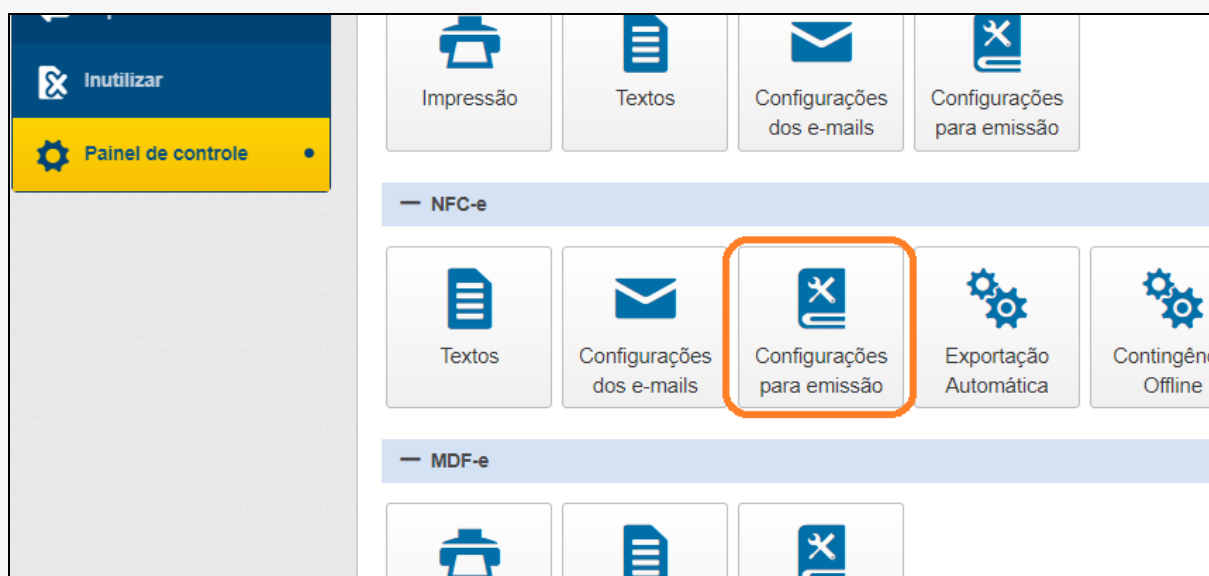 Inutilizar
Painel de controle
Impressão
Textos
Configurações
dos e-mails
Configurações
para emissão
NFC-e
Textos
Configurações
dos e-mails
Configurações
para emissão
Exportação
Automática
Offline
MDF-e